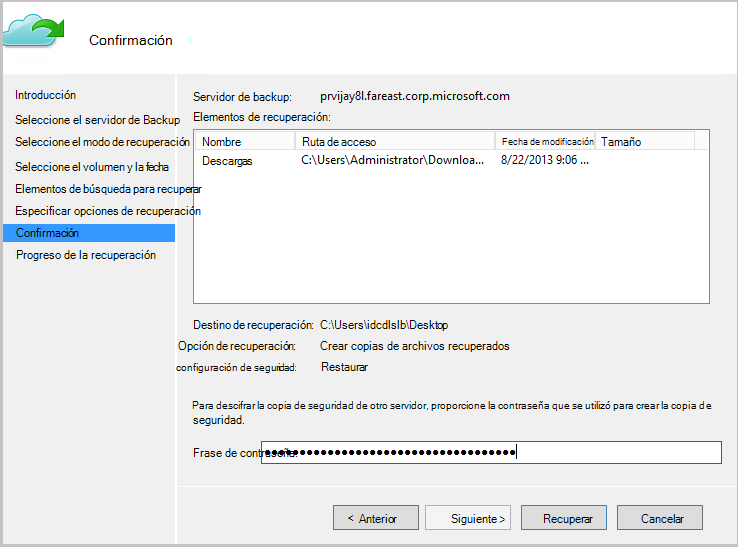 Confirmación
Introducción
Seleccione el servidor de Backup
Seleccione el modo de recuperación
Seleccione el volumen y la fecha
Elementos de búsqueda para recuperar
Especificar opciones de recuperación
Confirmación
Progreso de la recuperación
Servidor de backup: prvijay8l.fareast.corp.microsoft.com
Elementos de recuperación:
Nombre Ruta de acceso Fecha de modificación Tamaño
Descargas C:\Users\Administrator\Downloa... 8/22/2013 9:06 ...
Destino de recuperación: C:\Users\idcdlslb\Desktop
Opción de recuperación: Crear copias de archivos recuperados
configuración de seguridad: Restaurar
Para descifrar la copia de seguridad de otro servidor, proporcione la contraseña que se utilizó para crear la copia de
seguridad.
Frase de contraseña:
< Anterior Siguiente > Recuperar Cancelar